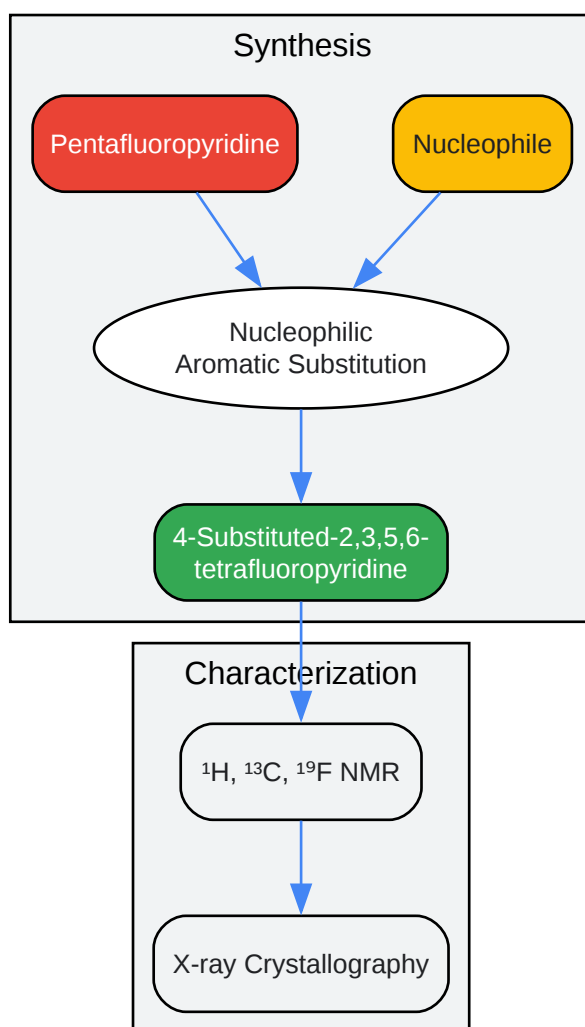 Synthesis
Pentafluoropyridine
Nucleophile
Nucleophilic
Aromatic Substitution
4-Substituted-2,3,5,6-
tetrafluoropyridine
Characterization
¹H, ¹³C, ¹⁹F NMR
X-ray Crystallography